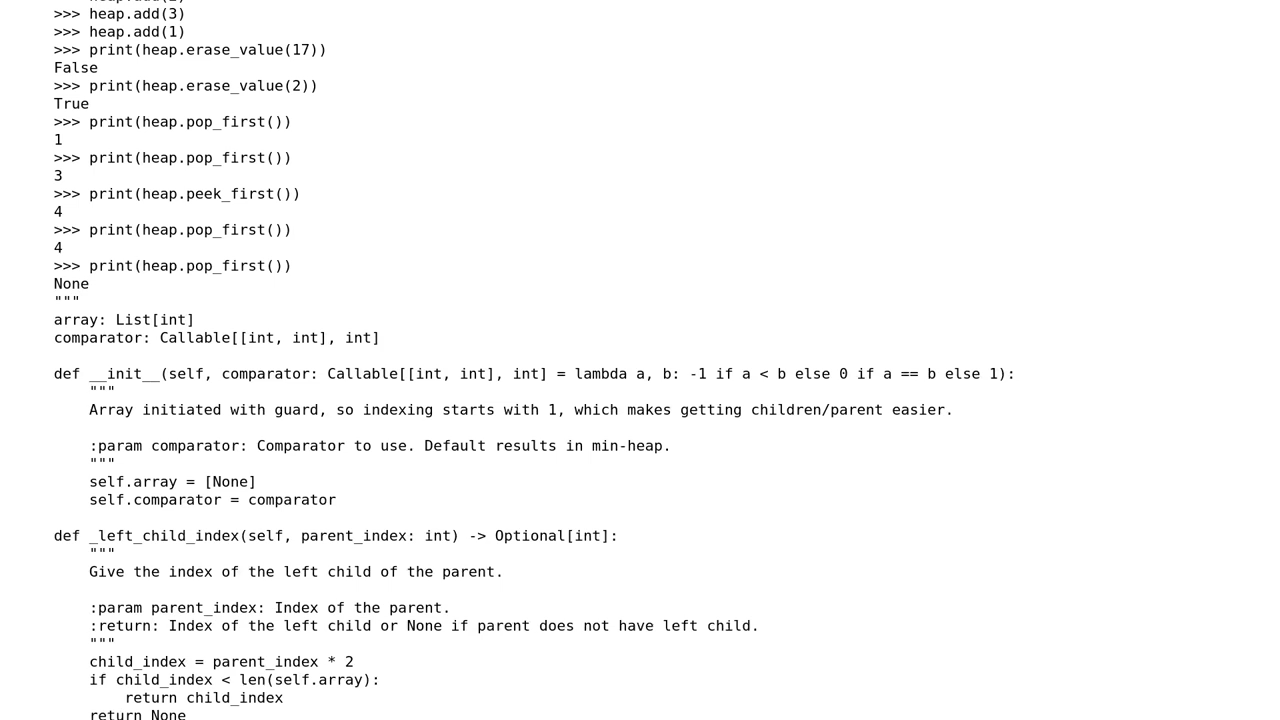 >>> heap.add(2)
>>> heap.add(3)
>>> heap.add(1)
>>> print(heap.erase_value(17))
False
>>> print(heap.erase_value(2))
True
>>> print(heap.pop_first())
1
>>> print(heap.pop_first())
3
>>> print(heap.peek_first())
4
>>> print(heap.pop_first())
4
>>> print(heap.pop_first())
None
"""
array: List[int]
comparator: Callable[[int, int], int]

def __init__(self, comparator: Callable[[int, int], int] = lambda a, b: -1 if a < b else 0 if a == b else 1):
    """
    Array initiated with guard, so indexing starts with 1, which makes getting children/parent easier.

    :param comparator: Comparator to use. Default results in min-heap.
    """
    self.array = [None]
    self.comparator = comparator

def _left_child_index(self, parent_index: int) -> Optional[int]:
    """
    Give the index of the left child of the parent.

    :param parent_index: Index of the parent.
    :return: Index of the left child or None if parent does not have left child.
    """
    child_index = parent_index * 2
    if child_index < len(self.array):
        return child_index
    return None